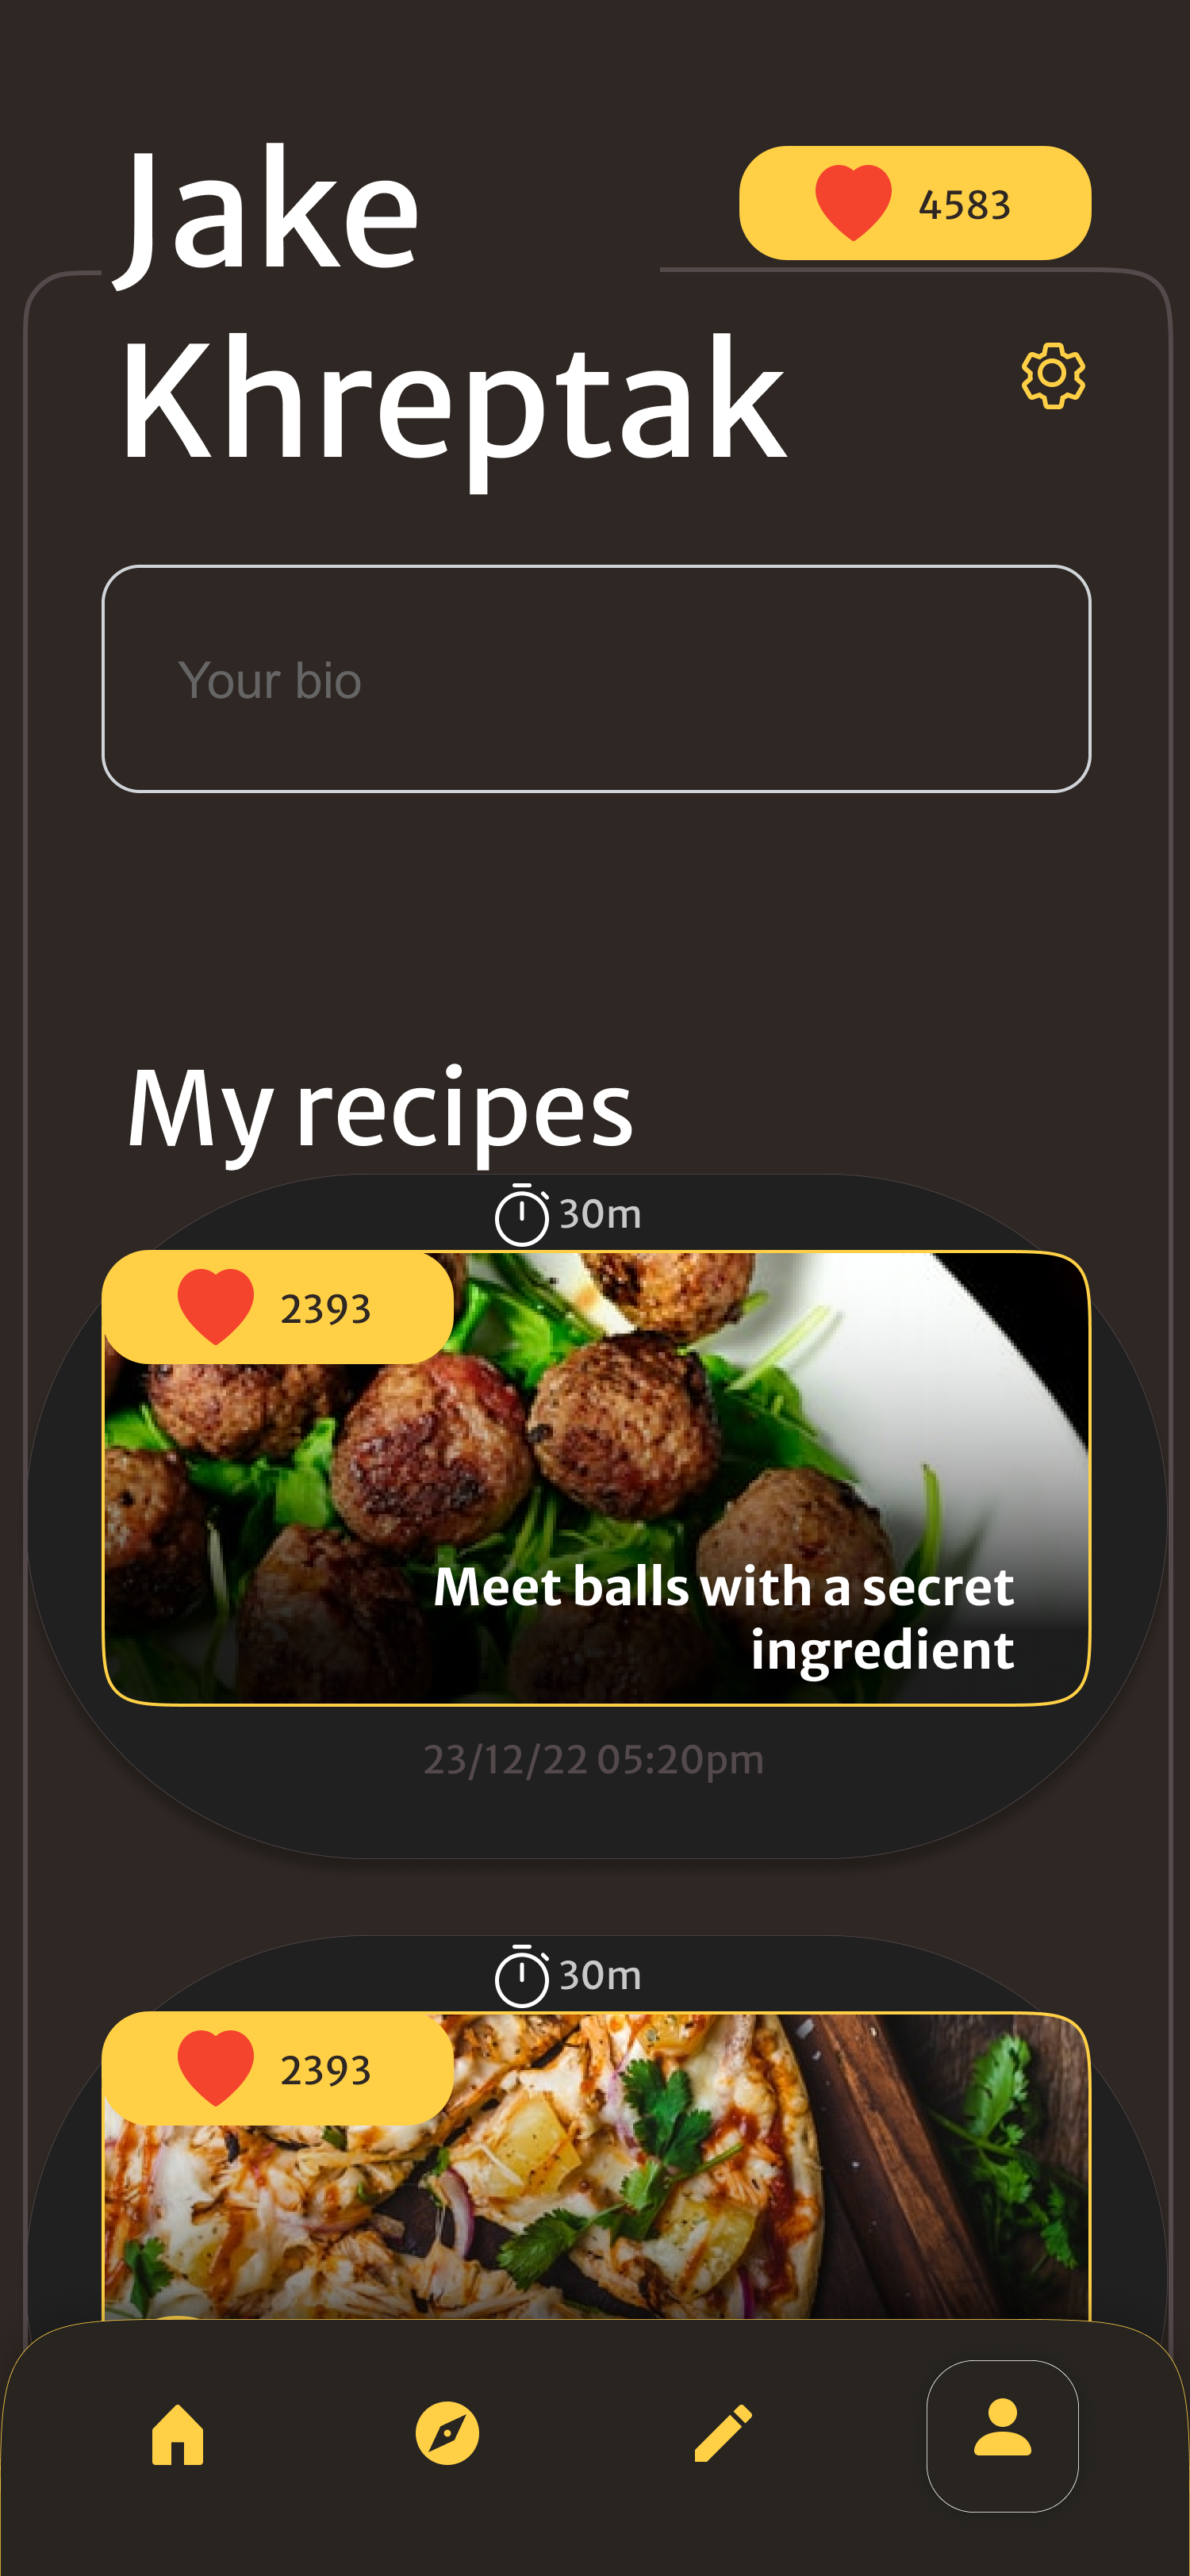 Jake
4583
Khreptak
Your bio
My recipes
30m
2393
Meet balls with a secret
ingredient
23/12/22 05:20pm
30m
2393